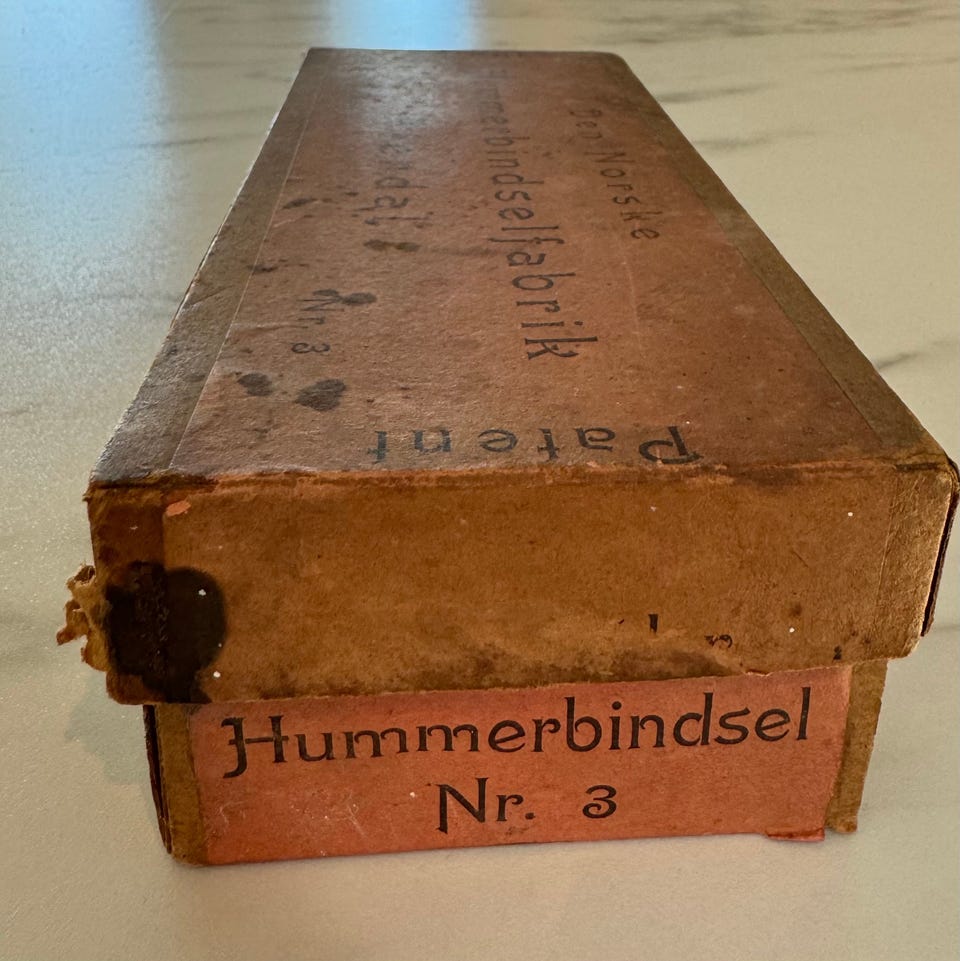 Den Norske
Hummerbindselfabrik
Nr. 3
Patent
Hummerbindsel
Nr. 3